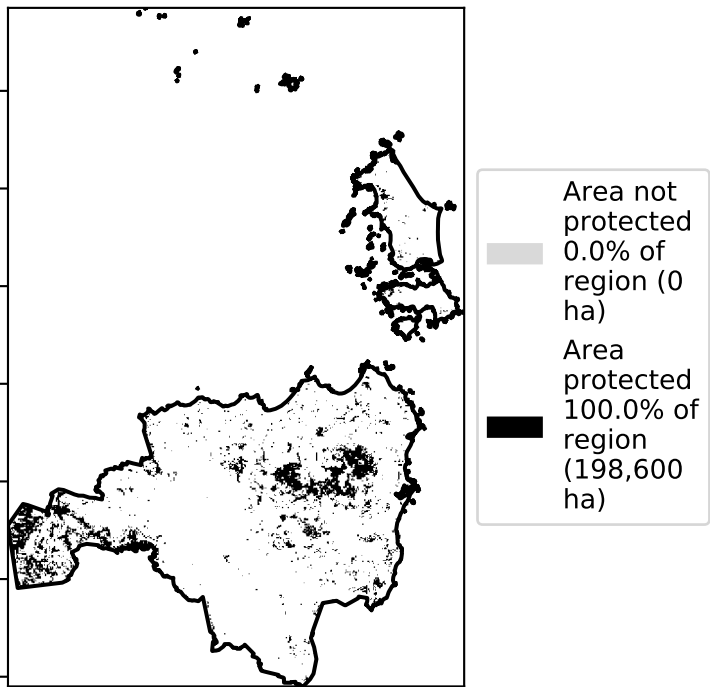 Area not
protected
0.0% of
region (0
ha)
Area
protected
100.0% of
region
(198,600
ha)